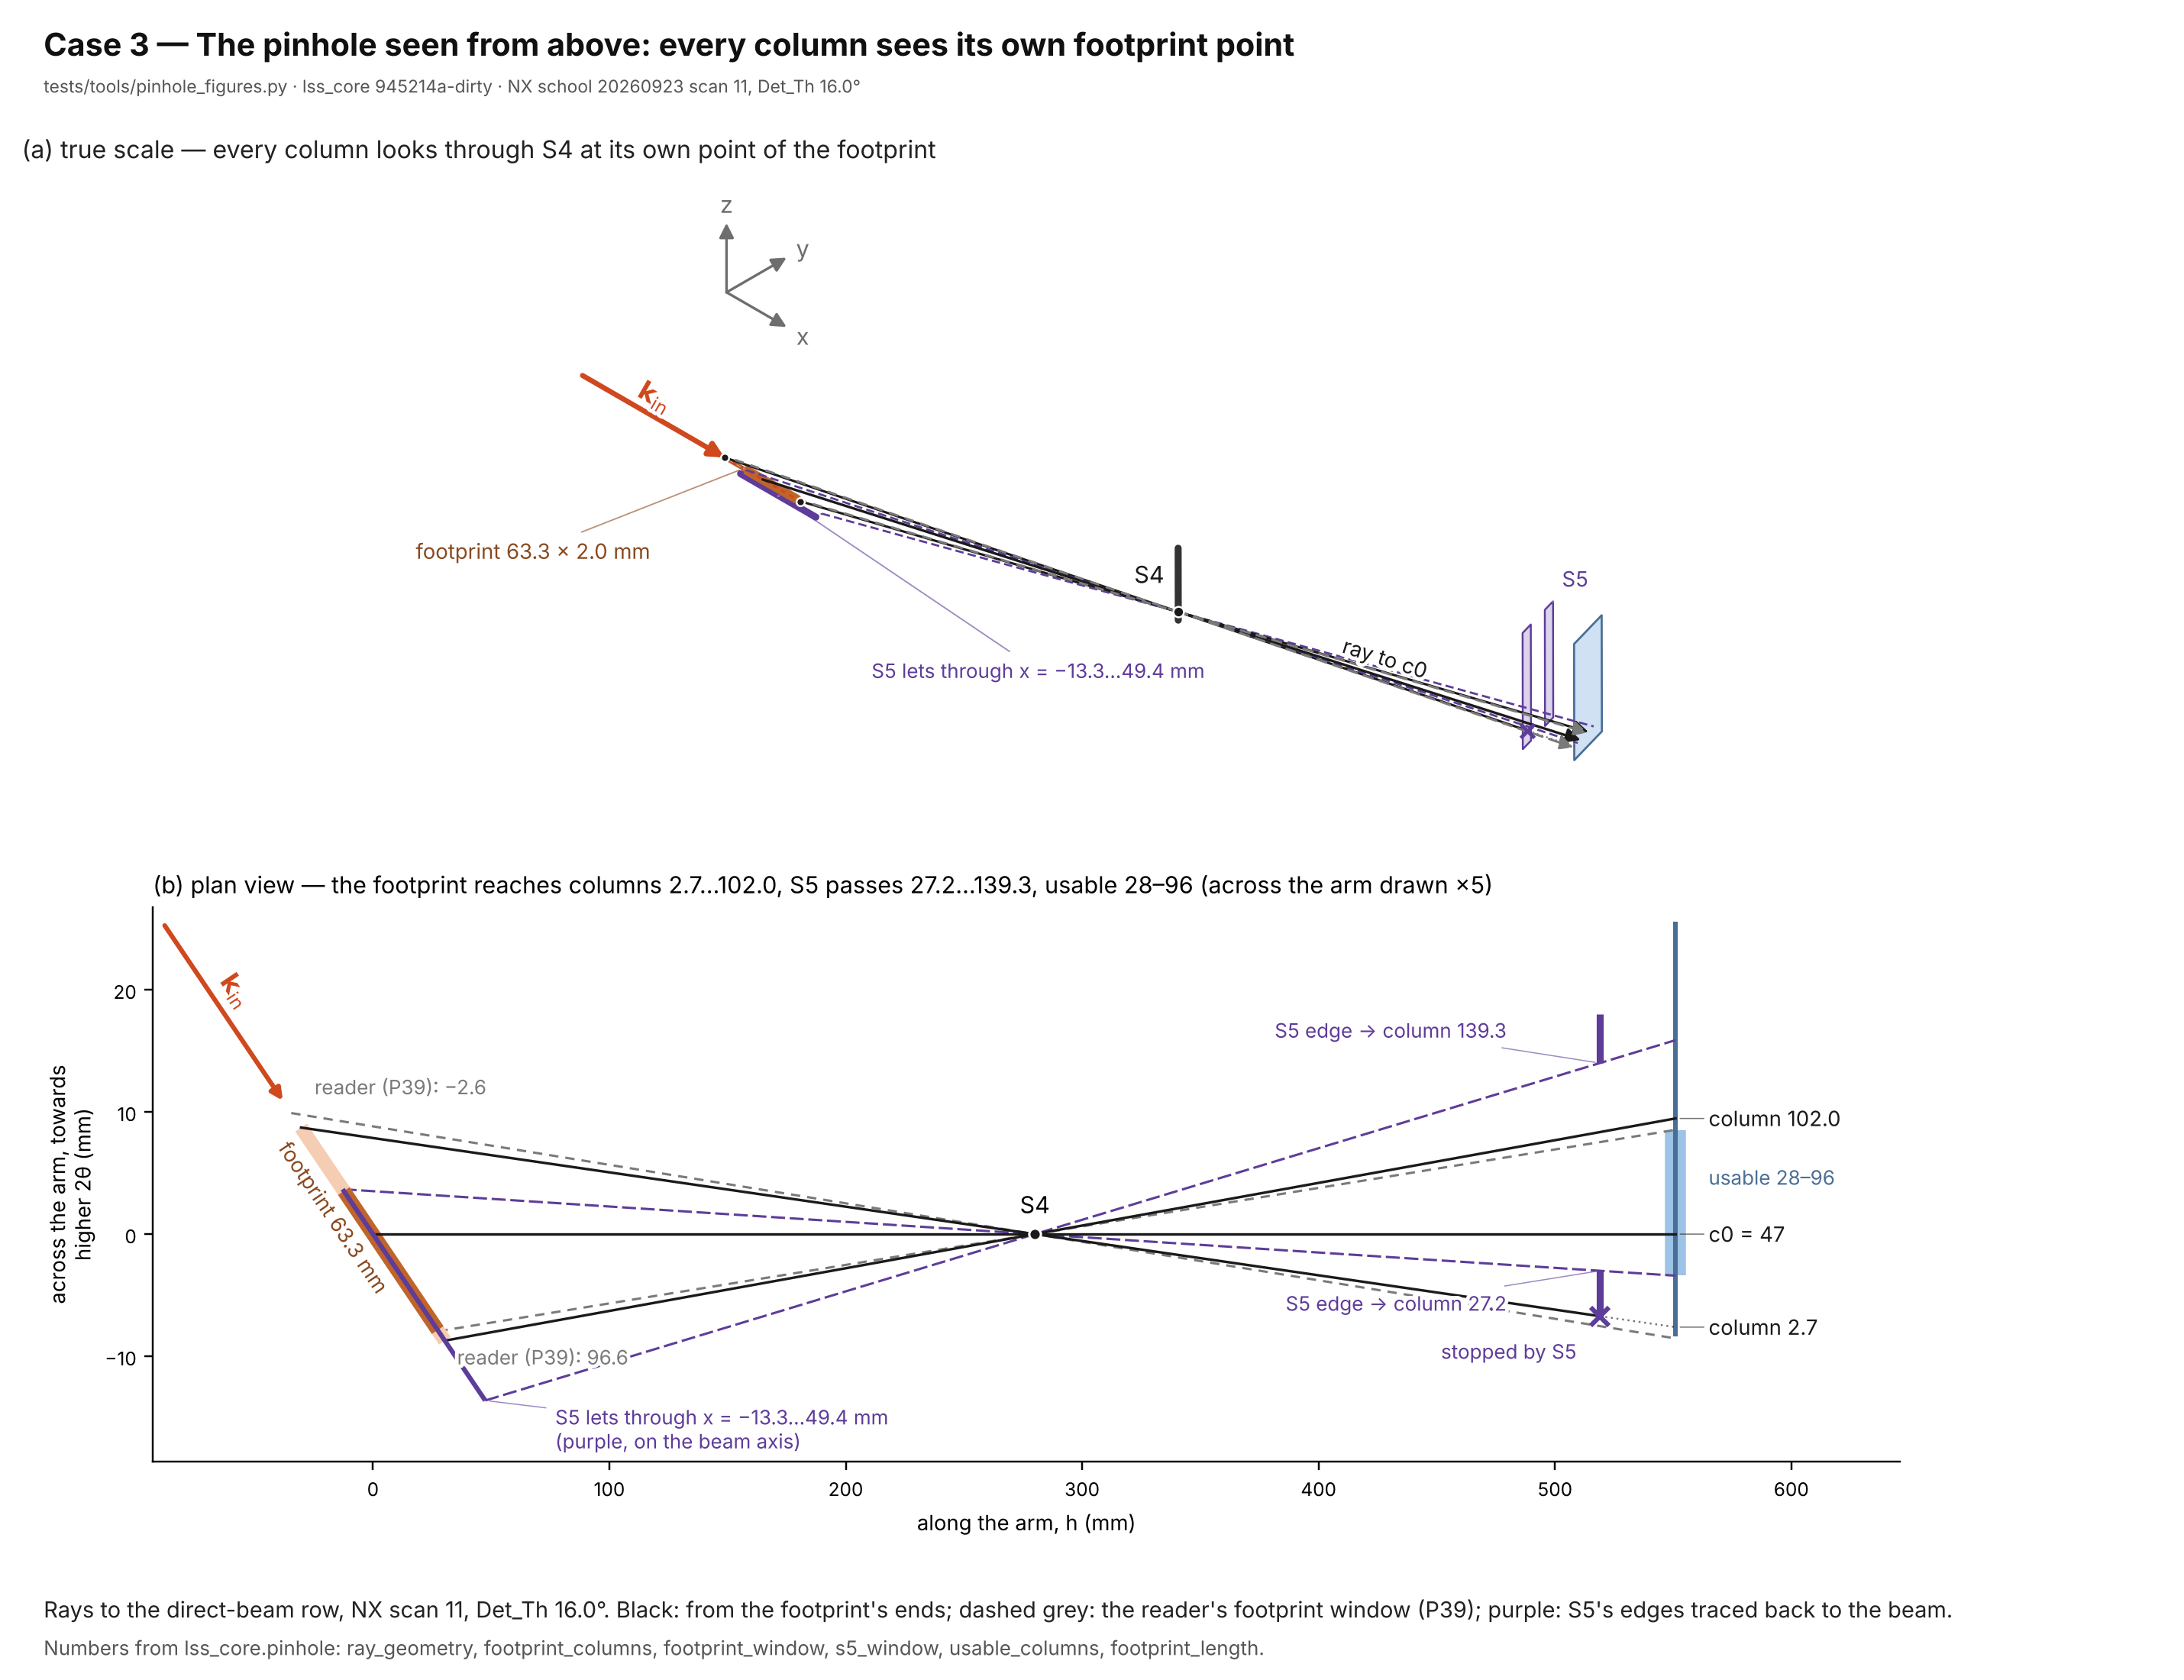 Case 3 — The pinhole seen from above: every column sees its own footprint point
tests/tools/pinhole_figures.py · lss_core 945214a-dirty · NX school 20260923 scan 11, Det_Th 16.0°
(a) true scale — every column looks through S4 at its own point of the footprint
z
y
x
kin
footprint 63.3 × 2.0 mm
S4
S5
ray to c0
S5 lets through x = −13.3…49.4 mm
(b) plan view — the footprint reaches columns 2.7…102.0, S5 passes 27.2…139.3, usable 28–96 (across the arm drawn ×5)
across the arm, towards
higher 2θ (mm)
20
10
0
−10
kin
reader (P39): −2.6
footprint 63.3 mm
reader (P39): 96.6
S5 lets through x = −13.3…49.4 mm
(purple, on the beam axis)
S4
S5 edge → column 139.3
column 102.0
usable 28–96
c0 = 47
S5 edge → column 27.2
column 2.7
stopped by S5
0
100
200
300
400
500
600
along the arm, h (mm)
Rays to the direct-beam row, NX scan 11, Det_Th 16.0°. Black: from the footprint's ends; dashed grey: the reader's footprint window (P39); purple: S5's edges traced back to the beam.
Numbers from lss_core.pinhole: ray_geometry, footprint_columns, footprint_window, s5_window, usable_columns, footprint_length.